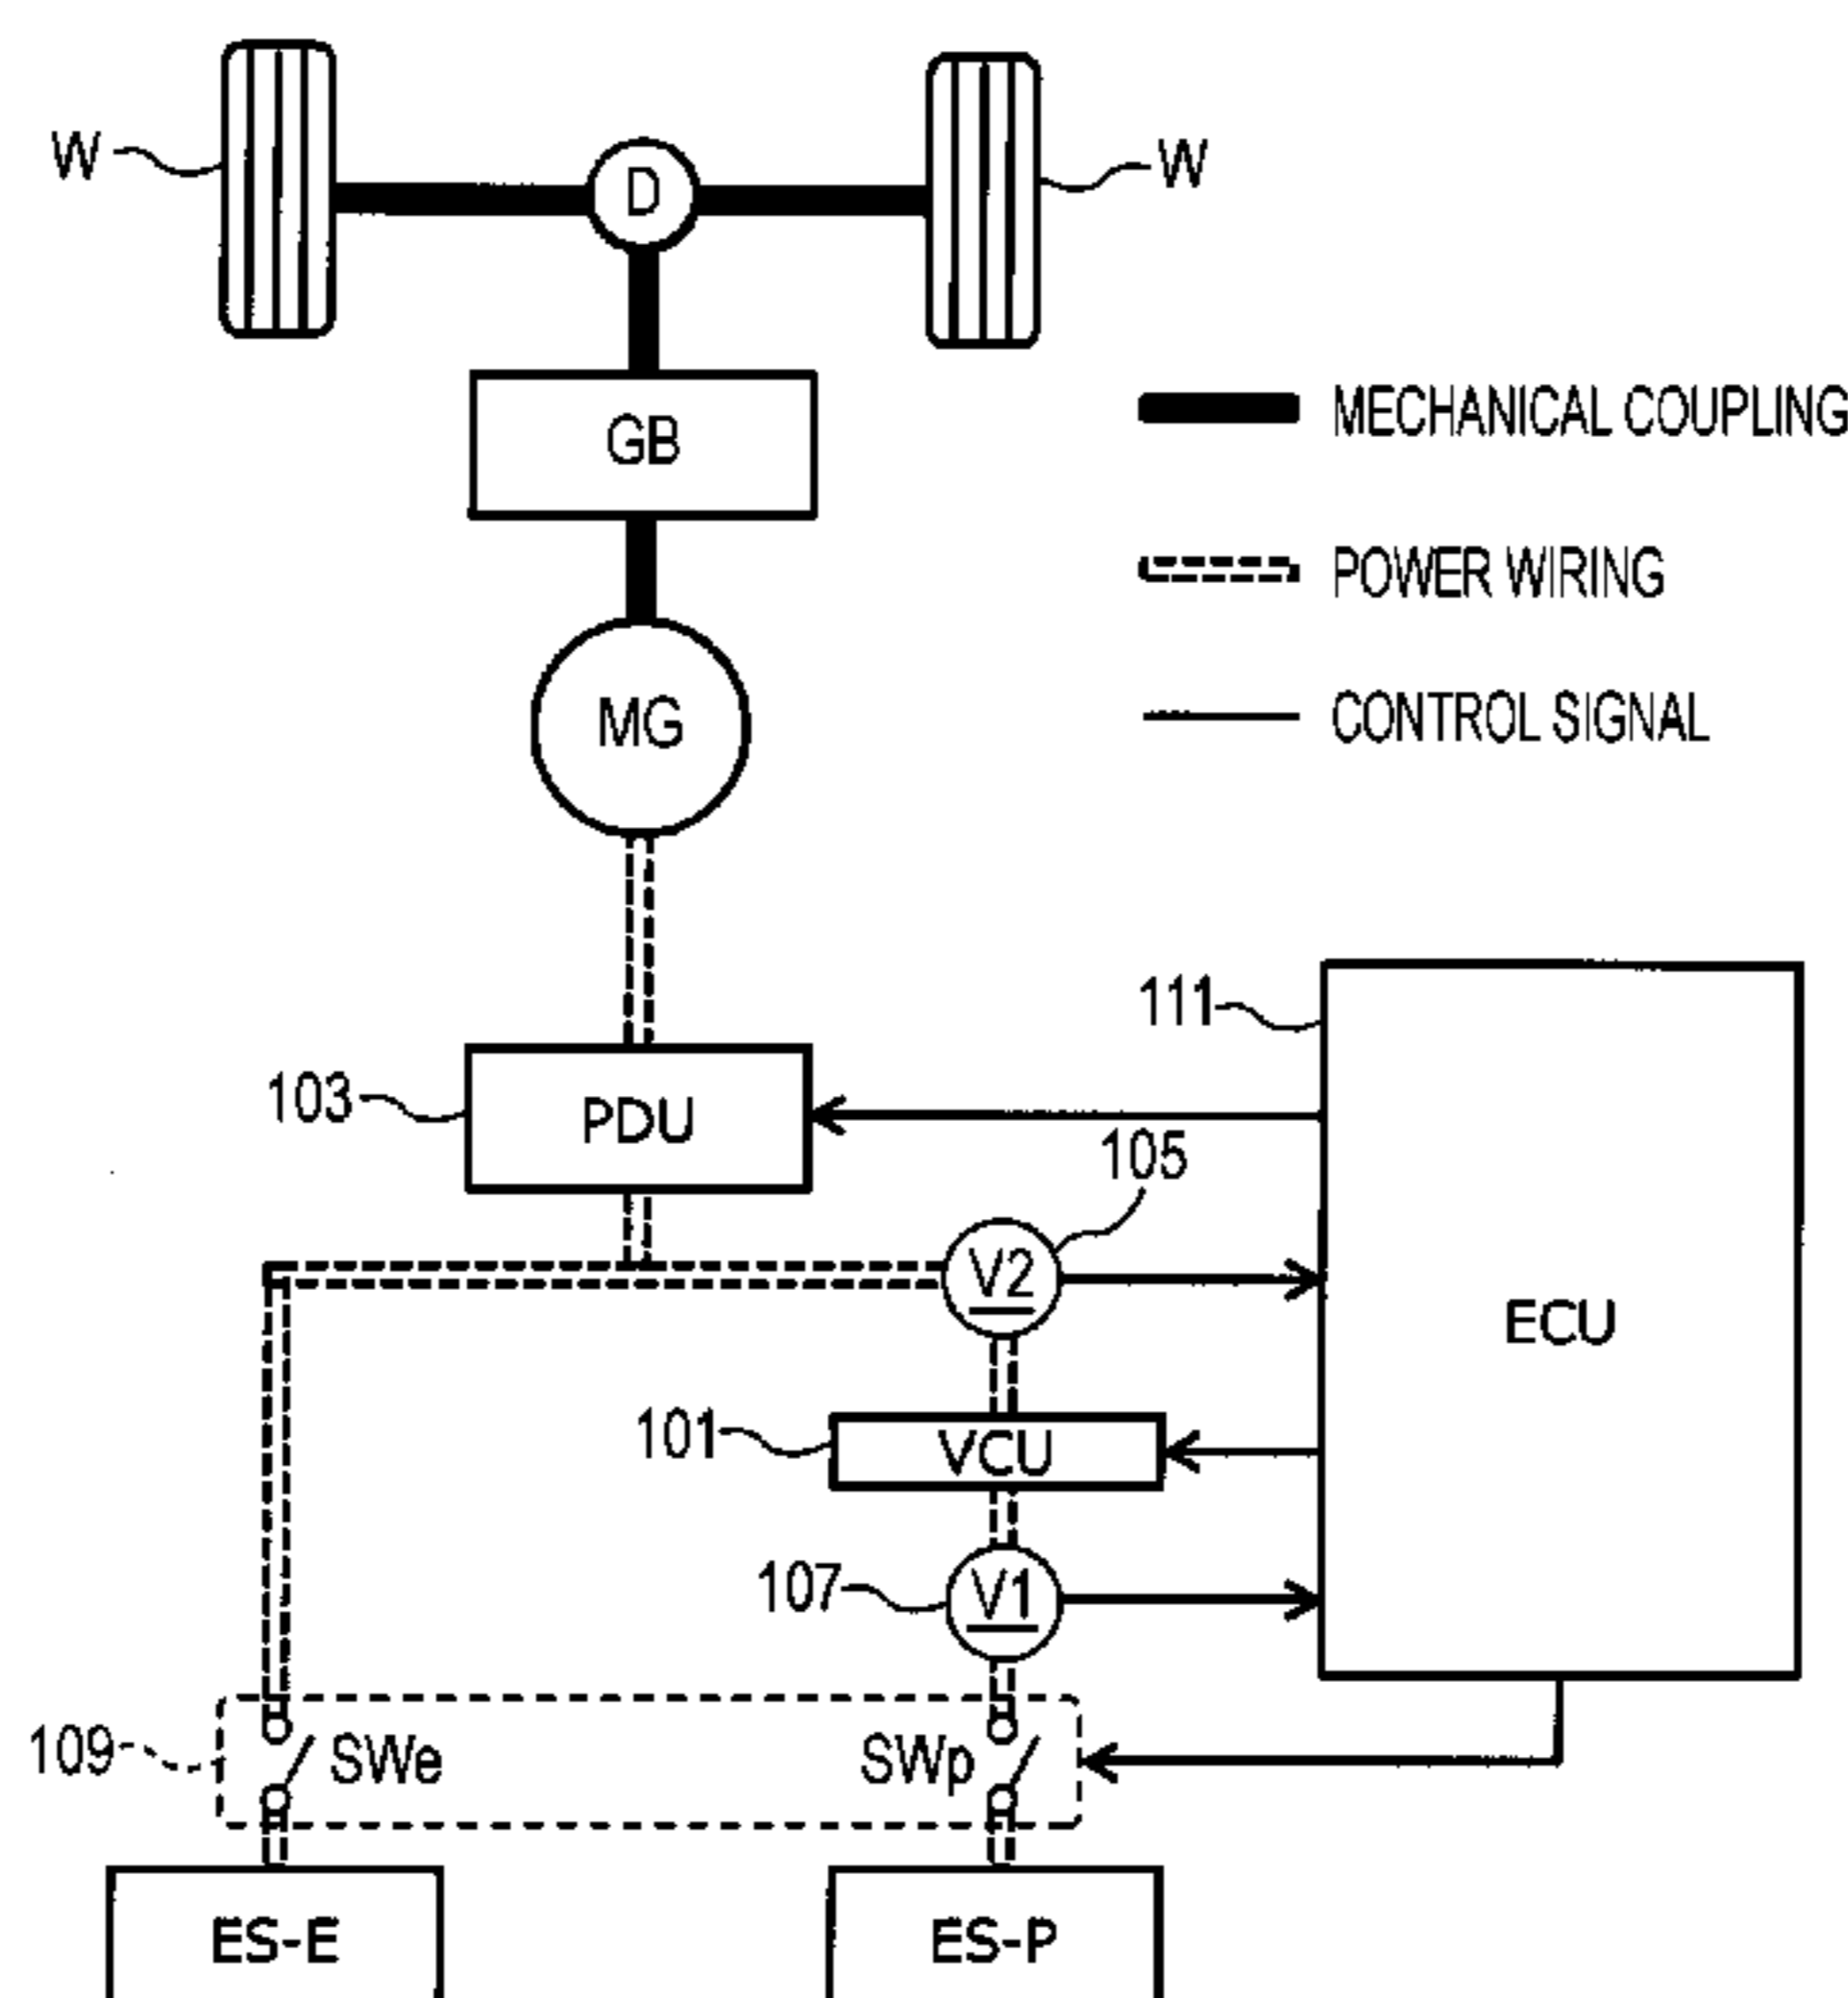 W
D
W
GB
MECHANICAL COUPLING
POWER WIRING
MG
CONTROL SIGNAL
111
103
PDU
105
V2
ECU
101
VCU
107
V1
109
SWe
SWp
ES-E
ES-P